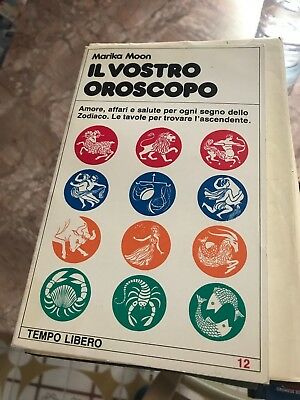 Marika Moon
IL VOSTRO
OROSCOPO
Amore, affari e salute per ogni segno dello
Zodiaco. Le tavole per trovare l'ascendente.
TEMPO LIBERO
12